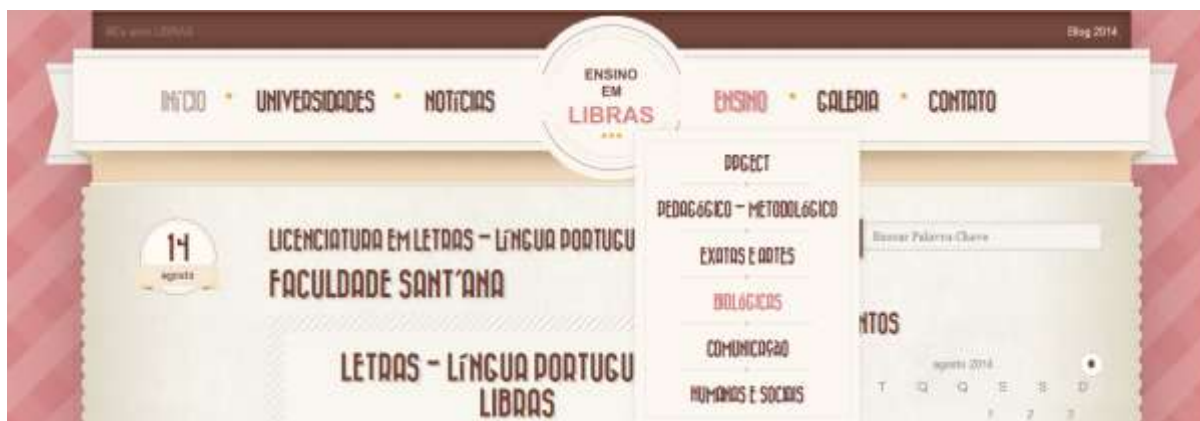 Blog 2014
INíCIO
UNIVERSIDADES
NOTíCIAS
ENSINO
EM
LIBRAS
ENSINO
GALERIA
CONTATO
PPGECT
PEDAGóGICO – METODOLóGICO
EXATAS E ARTES
BIOLóGICAS
COMUNICAçãO
HUMANAS E SOCIAIS
14
agosto
LICENCIATURA EM LETRAS – LíNGUA PORTUGU
FACULDADE SANT'ANA
LETRAS – LíNGUA PORTUGU
LIBRAS
Buscar Palavra Chave
NTOS
agosto 2014
T Q Q S S D
1 2 3